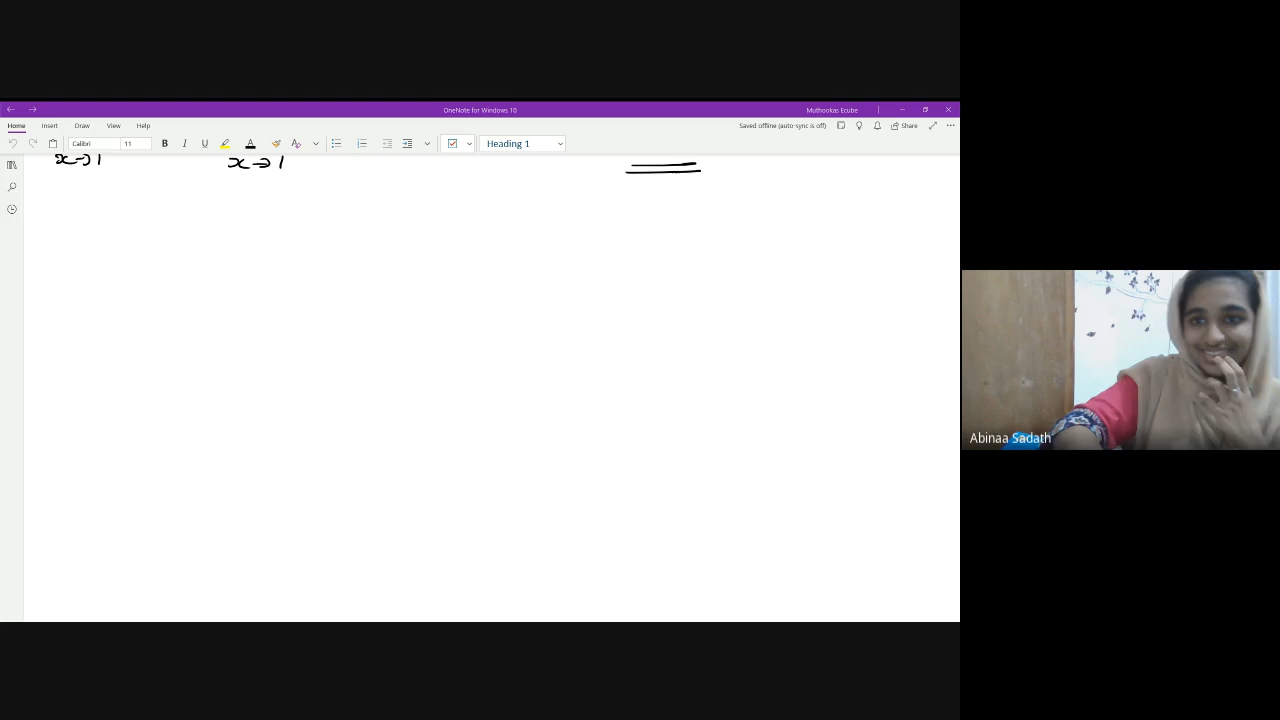 OneNote for Windows 10
Muthookas Ecube
Home Insert Draw View Help
Saved offline (auto-sync is off) Share
Calibri 11 B I U A Heading 1
x→1 x→1
Abinaa Sadath